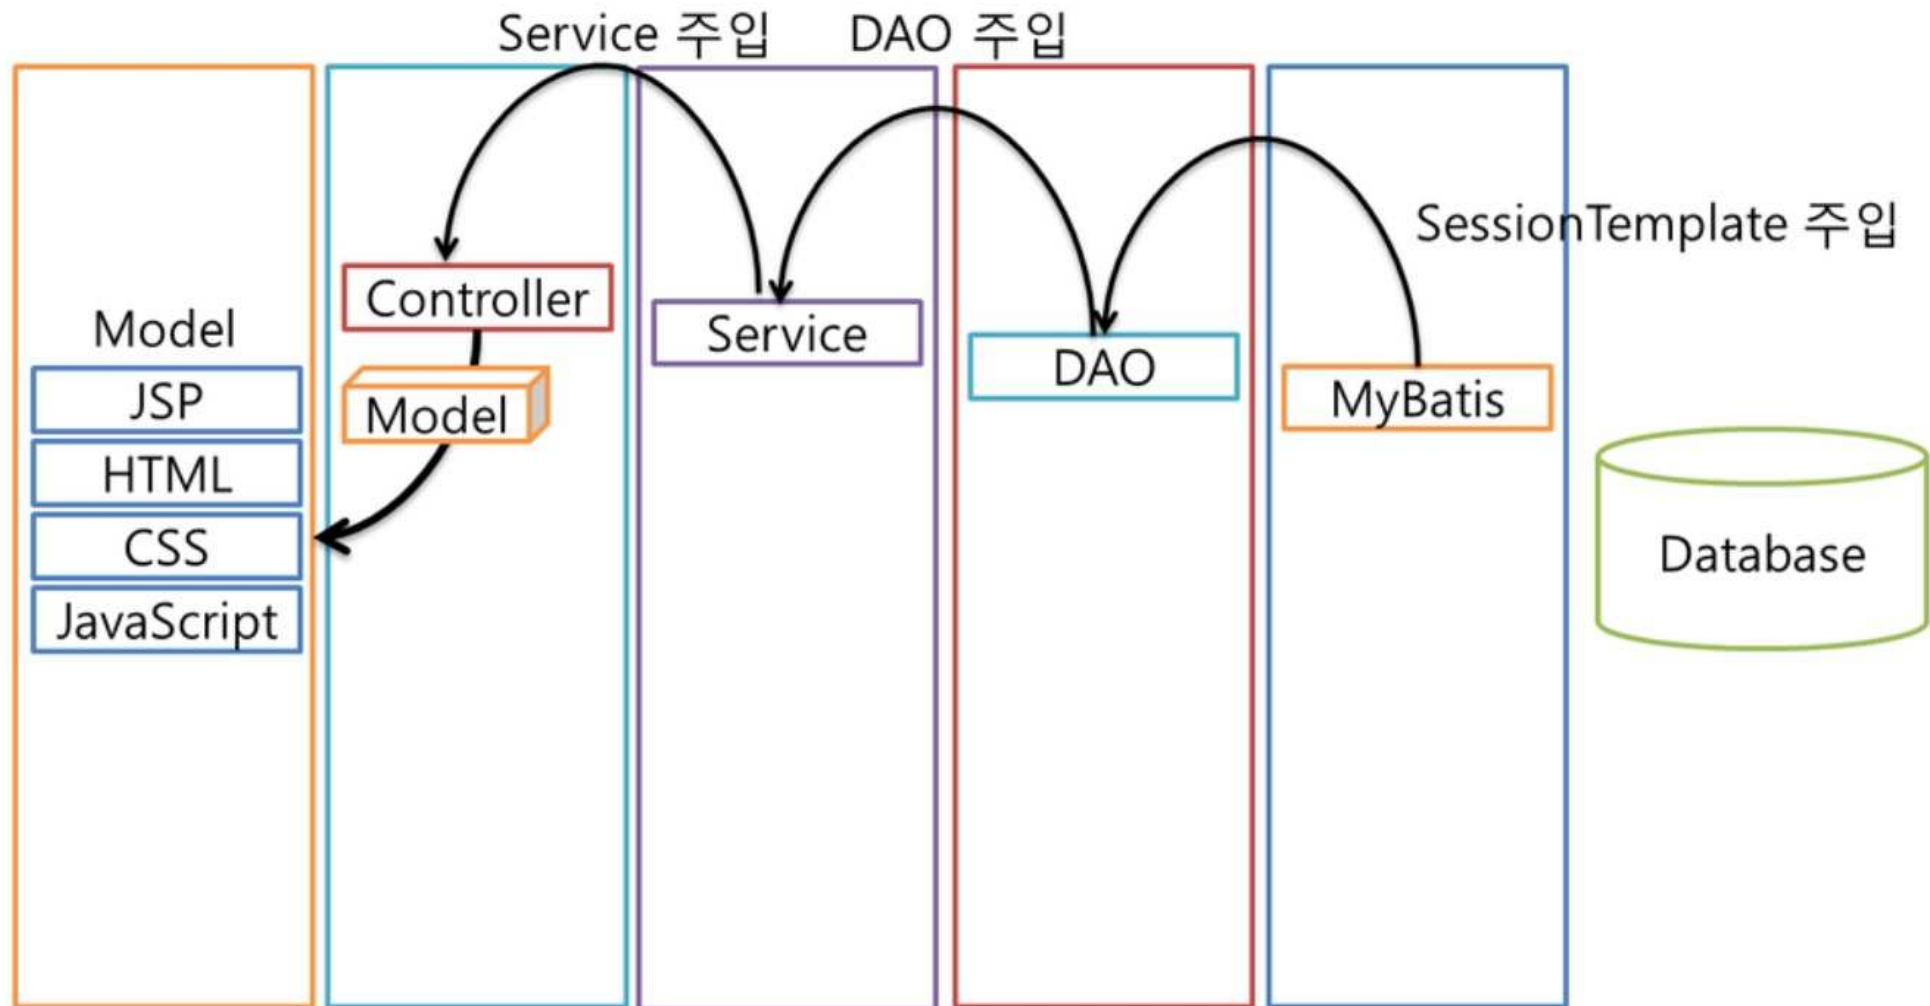 Service 주입
DAO 주입
SessionTemplate 주입
Model
JSP
HTML
CSS
JavaScript
Controller
Model
Service
DAO
MyBatis
Database